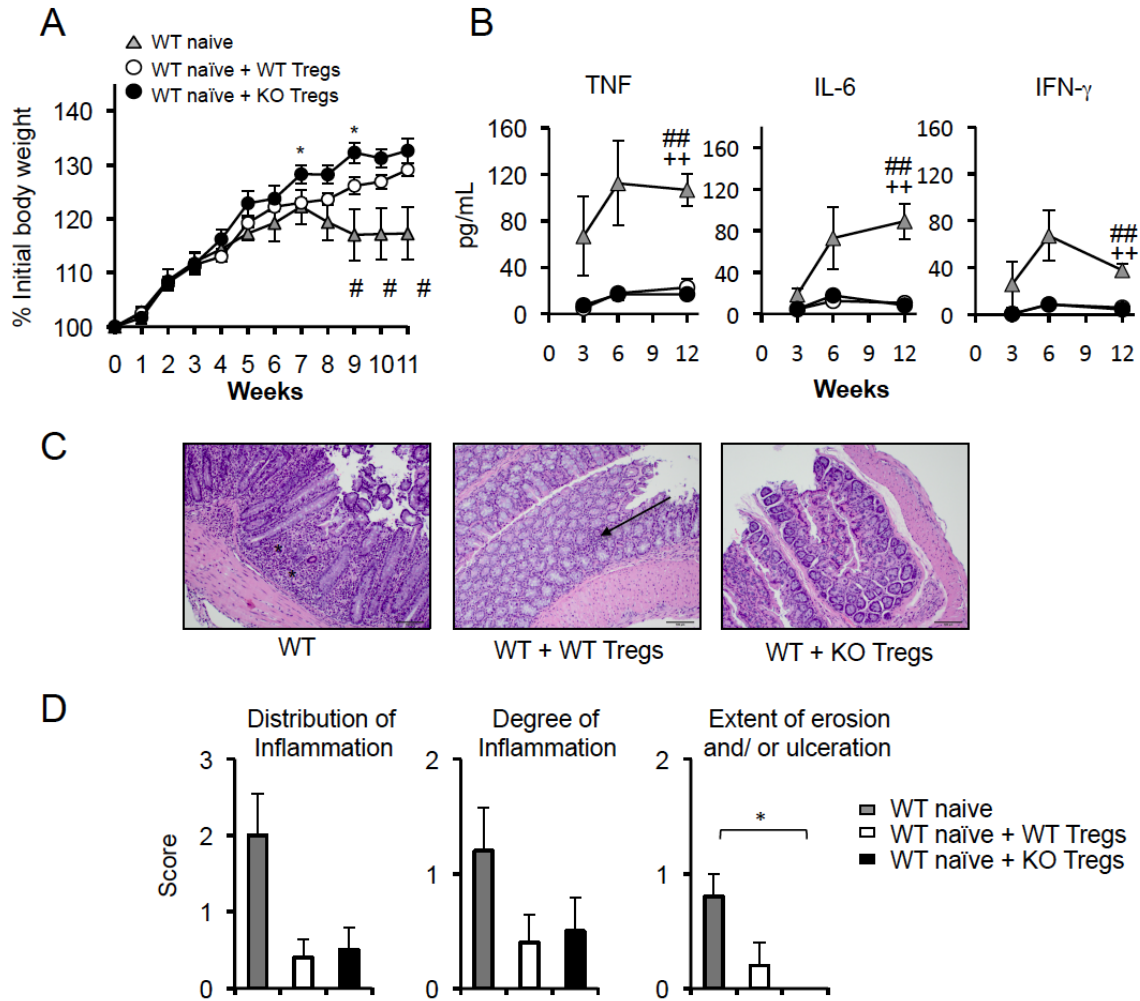 A
WT naive
WT naïve + WT Tregs
WT naïve + KO Tregs
% Initial body weight
140
130
120
110
100
*
*
# # #
0 1 2 3 4 5 6 7 8 9 10 11
Weeks
B
TNF
IL-6
IFN-γ
pg/mL
160
120
80
40
0
##
++
0 3 6 9 12
160
120
80
40
0
##
++
0 3 6 9 12
160
120
80
40
0
##
++
0 3 6 9 12
Weeks
C
*
*
WT
WT + WT Tregs
WT + KO Tregs
D
Distribution of
Inflammation
Degree of
Inflammation
Extent of erosion
and/ or ulceration
Score
3
2
1
0
2
1
0
2
1
0
*
WT naive
WT naïve + WT Tregs
WT naïve + KO Tregs